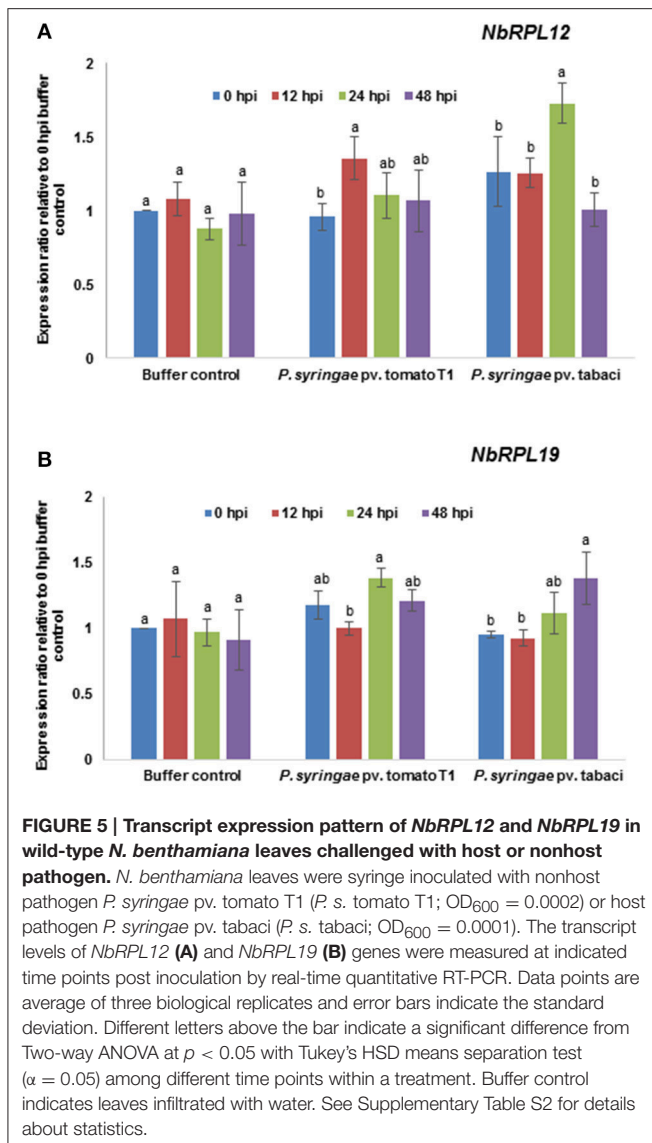 A
NbRPL12
2
1.5
1
0.5
0
Expression ratio relative to 0 hpi buffer
control
0 hpi 12 hpi 24 hpi 48 hpi
a a a a
b a ab ab
b b a b
Buffer control P. syringae pv. tomato T1 P. syringae pv. tabaci
B
NbRPL19
2
1.5
1
0.5
0
Expression ratio relative to 0 hpi buffer
control
0 hpi 12 hpi 24 hpi 48 hpi
a a a a
ab b a ab
b b ab a
Buffer control P. syringae pv. tomato T1 P. syringae pv. tabaci
FIGURE 5 | Transcript expression pattern of NbRPL12 and NbRPL19 in
wild-type N. benthamiana leaves challenged with host or nonhost
pathogen. N. benthamiana leaves were syringe inoculated with nonhost
pathogen P. syringae pv. tomato T1 (P. s. tomato T1; OD600 = 0.0002) or host
pathogen P. syringae pv. tabaci (P. s. tabaci; OD600 = 0.0001). The transcript
levels of NbRPL12 (A) and NbRPL19 (B) genes were measured at indicated
time points post inoculation by real-time quantitative RT-PCR. Data points are
average of three biological replicates and error bars indicate the standard
deviation. Different letters above the bar indicate a significant difference from
Two-way ANOVA at p < 0.05 with Tukey's HSD means separation test
(α = 0.05) among different time points within a treatment. Buffer control
indicates leaves infiltrated with water. See Supplementary Table S2 for details
about statistics.